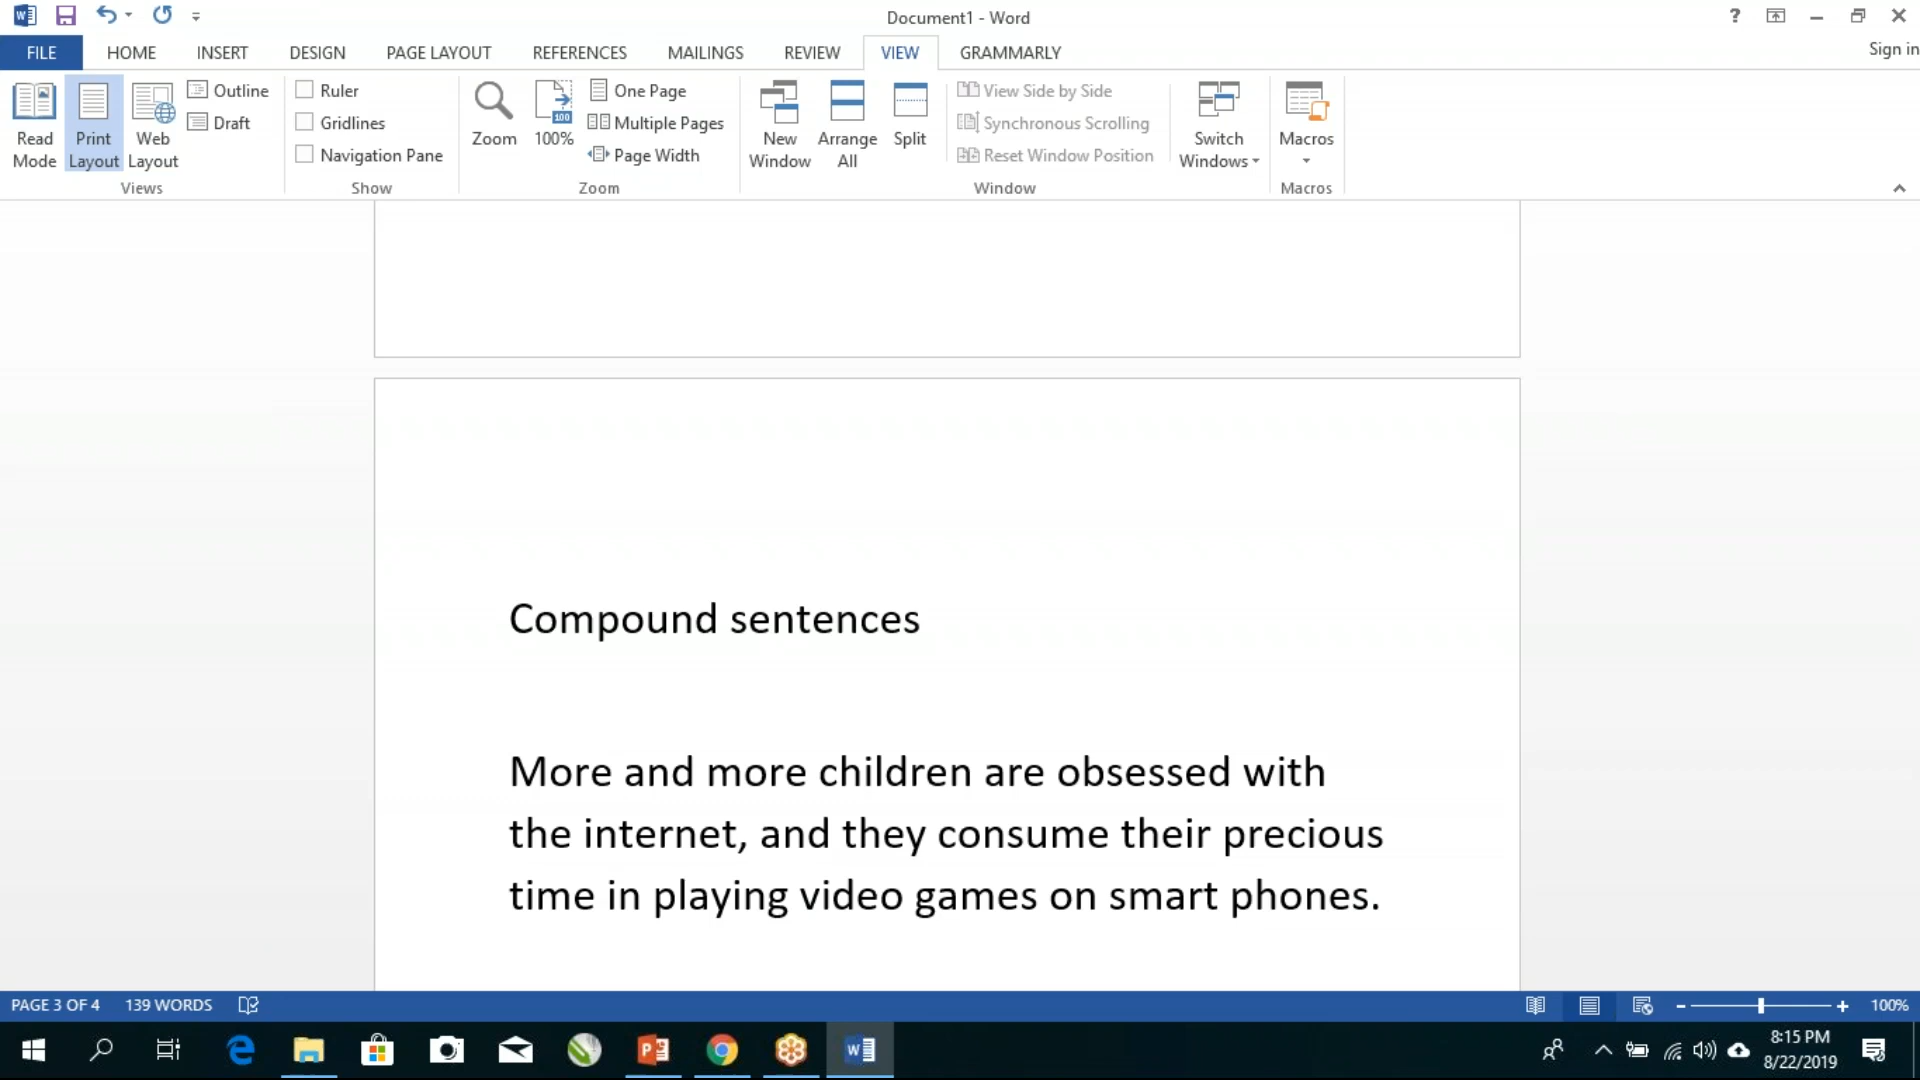 Document1 - Word
?
Sign in
FILE HOME INSERT DESIGN PAGE LAYOUT REFERENCES MAILINGS REVIEW VIEW GRAMMARLY
Read Mode
Print Layout
Web Layout
Outline
Draft
Views
Ruler
Gridlines
Navigation Pane
Show
Zoom
100
100%
One Page
Multiple Pages
Page Width
Zoom
New Window
Arrange All
Split
View Side by Side
Synchronous Scrolling
Reset Window Position
Window
Switch Windows
Macros
Macros
Compound sentences
More and more children are obsessed with
the internet, and they consume their precious
time in playing video games on smart phones.
PAGE 3 OF 4 139 WORDS
100%
8:15 PM
8/22/2019